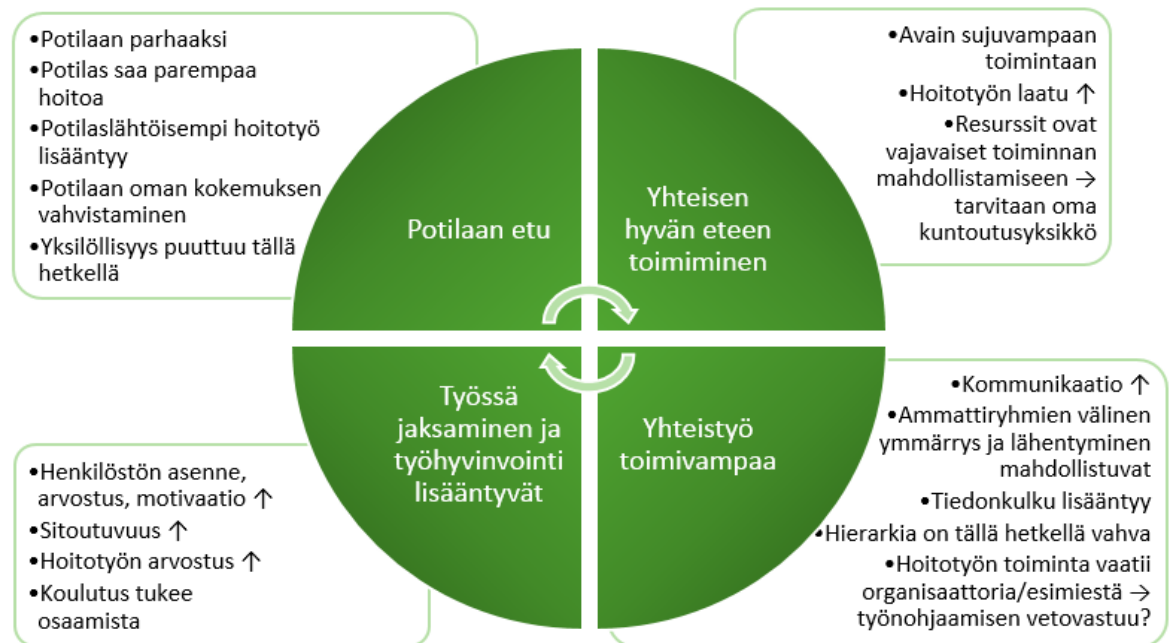 •Potilaan parhaaksi
•Potilas saa parempaa
hoitoa
•Potilaslähtöisempi hoitotyö
lisääntyy
•Potilaan oman kokemuksen
vahvistaminen
•Yksilöllisyys puuttuu tällä
hetkellä
Potilaan etu
Yhteisen
hyvän eteen
toimiminen
•Avain sujuvampaan
toimintaan
•Hoitotyön laatu ↑
•Resurssit ovat
vajavaiset toiminnan
mahdollistamiseen →
tarvitaan oma
kuntoutusyksikkö
Työssä
jaksaminen ja
työhyvinvointi
lisääntyvät
•Henkilöstön asenne,
arvostus, motivaatio ↑
•Sitoutuvuus ↑
•Hoitotyön arvostus ↑
•Koulutus tukee
osaamista
Yhteistyö
toimivampaa
•Kommunikaatio ↑
•Ammattiryhmien välinen
ymmärrys ja lähentyminen
mahdollistuvat
•Tiedonkulku lisääntyy
•Hierarkia on tällä hetkellä vahva
•Hoitotyön toiminta vaatii
organisaattoria/esimiestä →
työnohjaamisen vetovastuu?